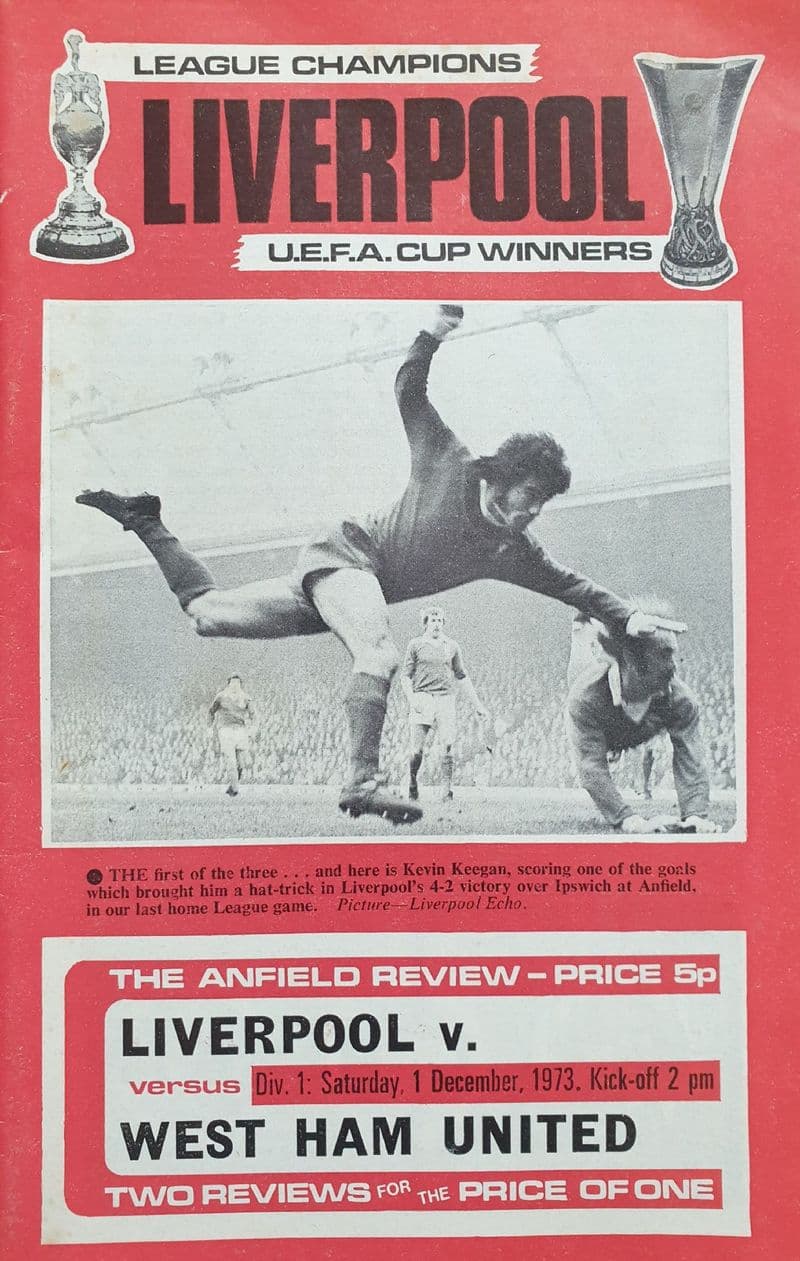 LEAGUE CHAMPIONS
LIVERPOOL
U.E.F.A. CUP WINNERS
THE first of the three . . . and here is Kevin Keegan, scoring one of the goals
which brought him a hat-trick in Liverpool's 4-2 victory over Ipswich at Anfield,
in our last home League game. Picture—Liverpool Echo.
THE ANFIELD REVIEW – PRICE 5p
LIVERPOOL v.
versus Div. 1: Saturday, 1 December, 1973. Kick-off 2 pm
WEST HAM UNITED
TWO REVIEWS FOR THE PRICE OF ONE